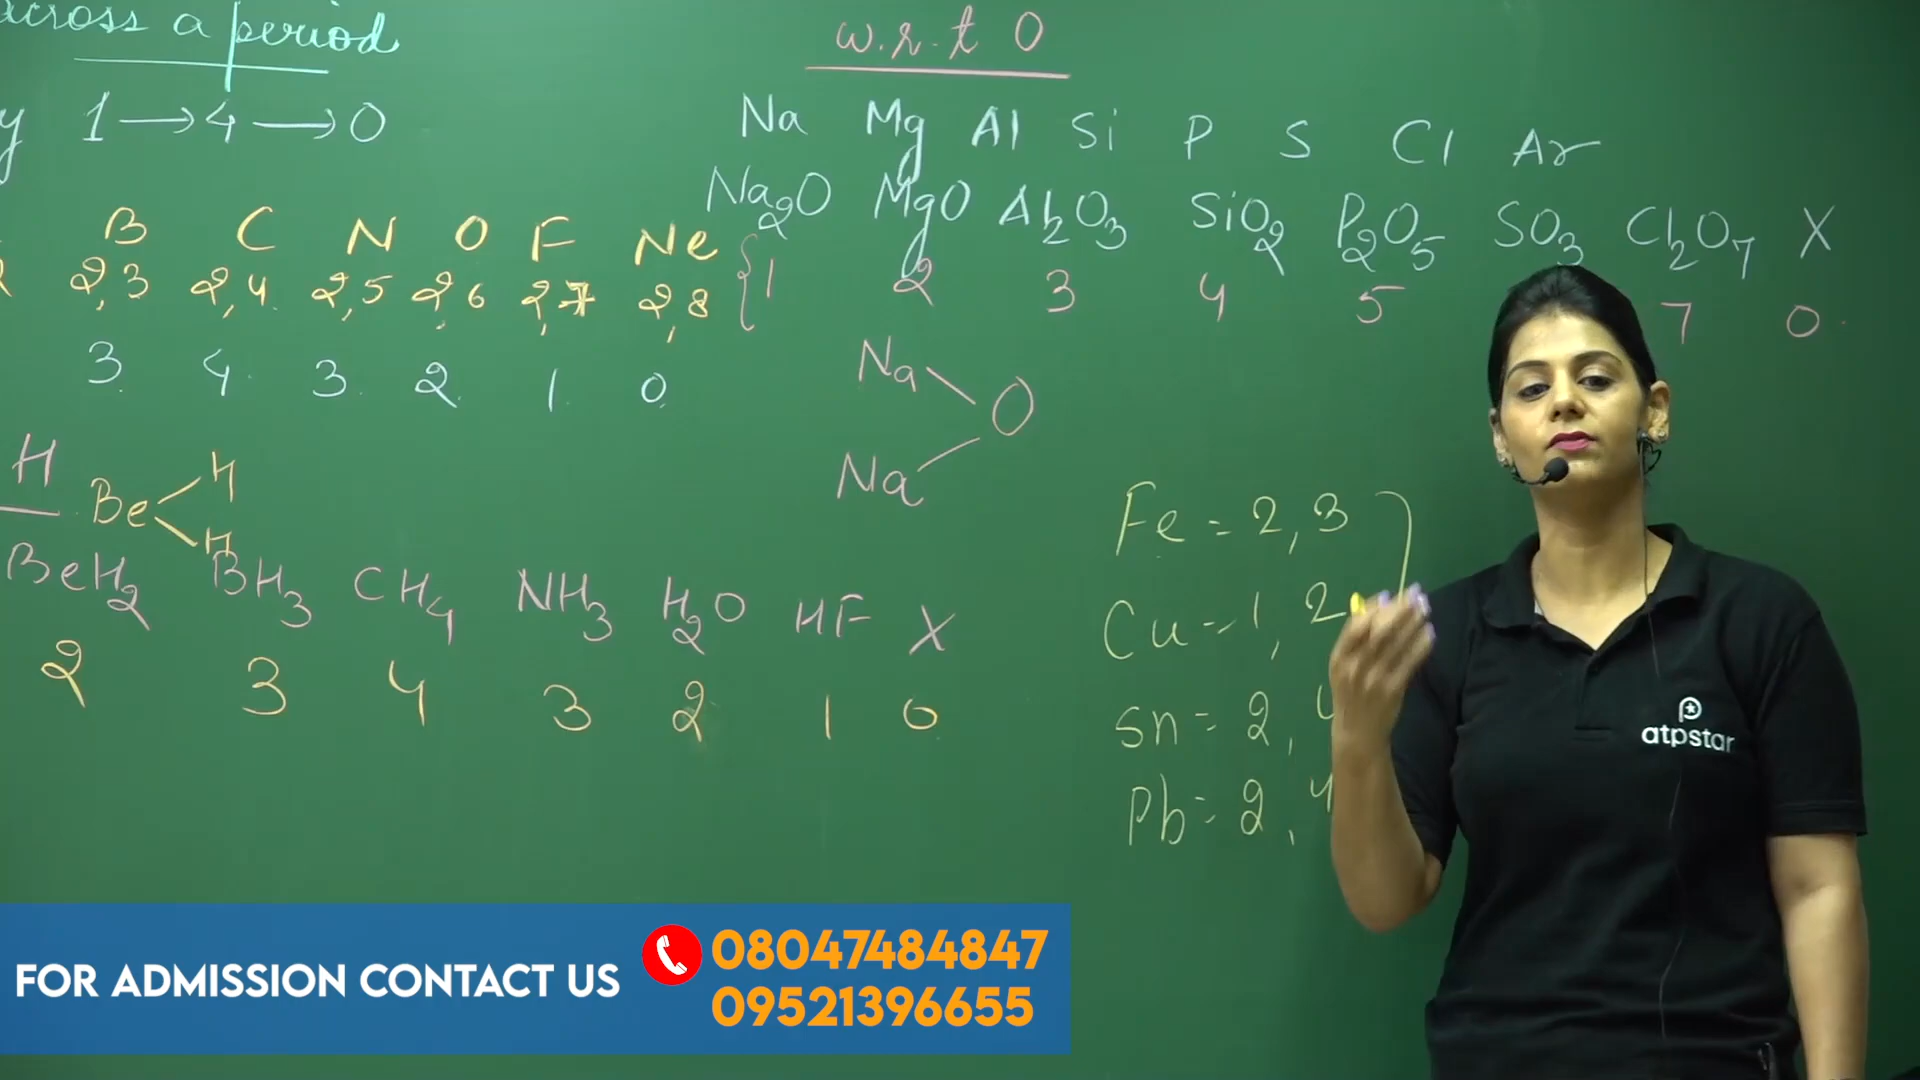 across a period
y 1 → 4 → 0
B C N O F Ne
2,3 2,4 2,5 2,6 2,7 2,8
3 4 3 2 1 0
H
Be
H
H
BeH2 BH3 CH4 NH3 H2O HF X
2 3 4 3 2 1 0
w.r.t O
Na Mg Al Si P S Cl Ar
Na2O MgO Al2O3 SiO2 P2O5 SO3 Cl2O7 X
1 2 3 4 5 7 0
Na
O
Na
Fe = 2, 3
Cu = 1, 2
Sn = 2, 4
Pb = 2, 4
atpstar
FOR ADMISSION CONTACT US
08047484847
09521396655